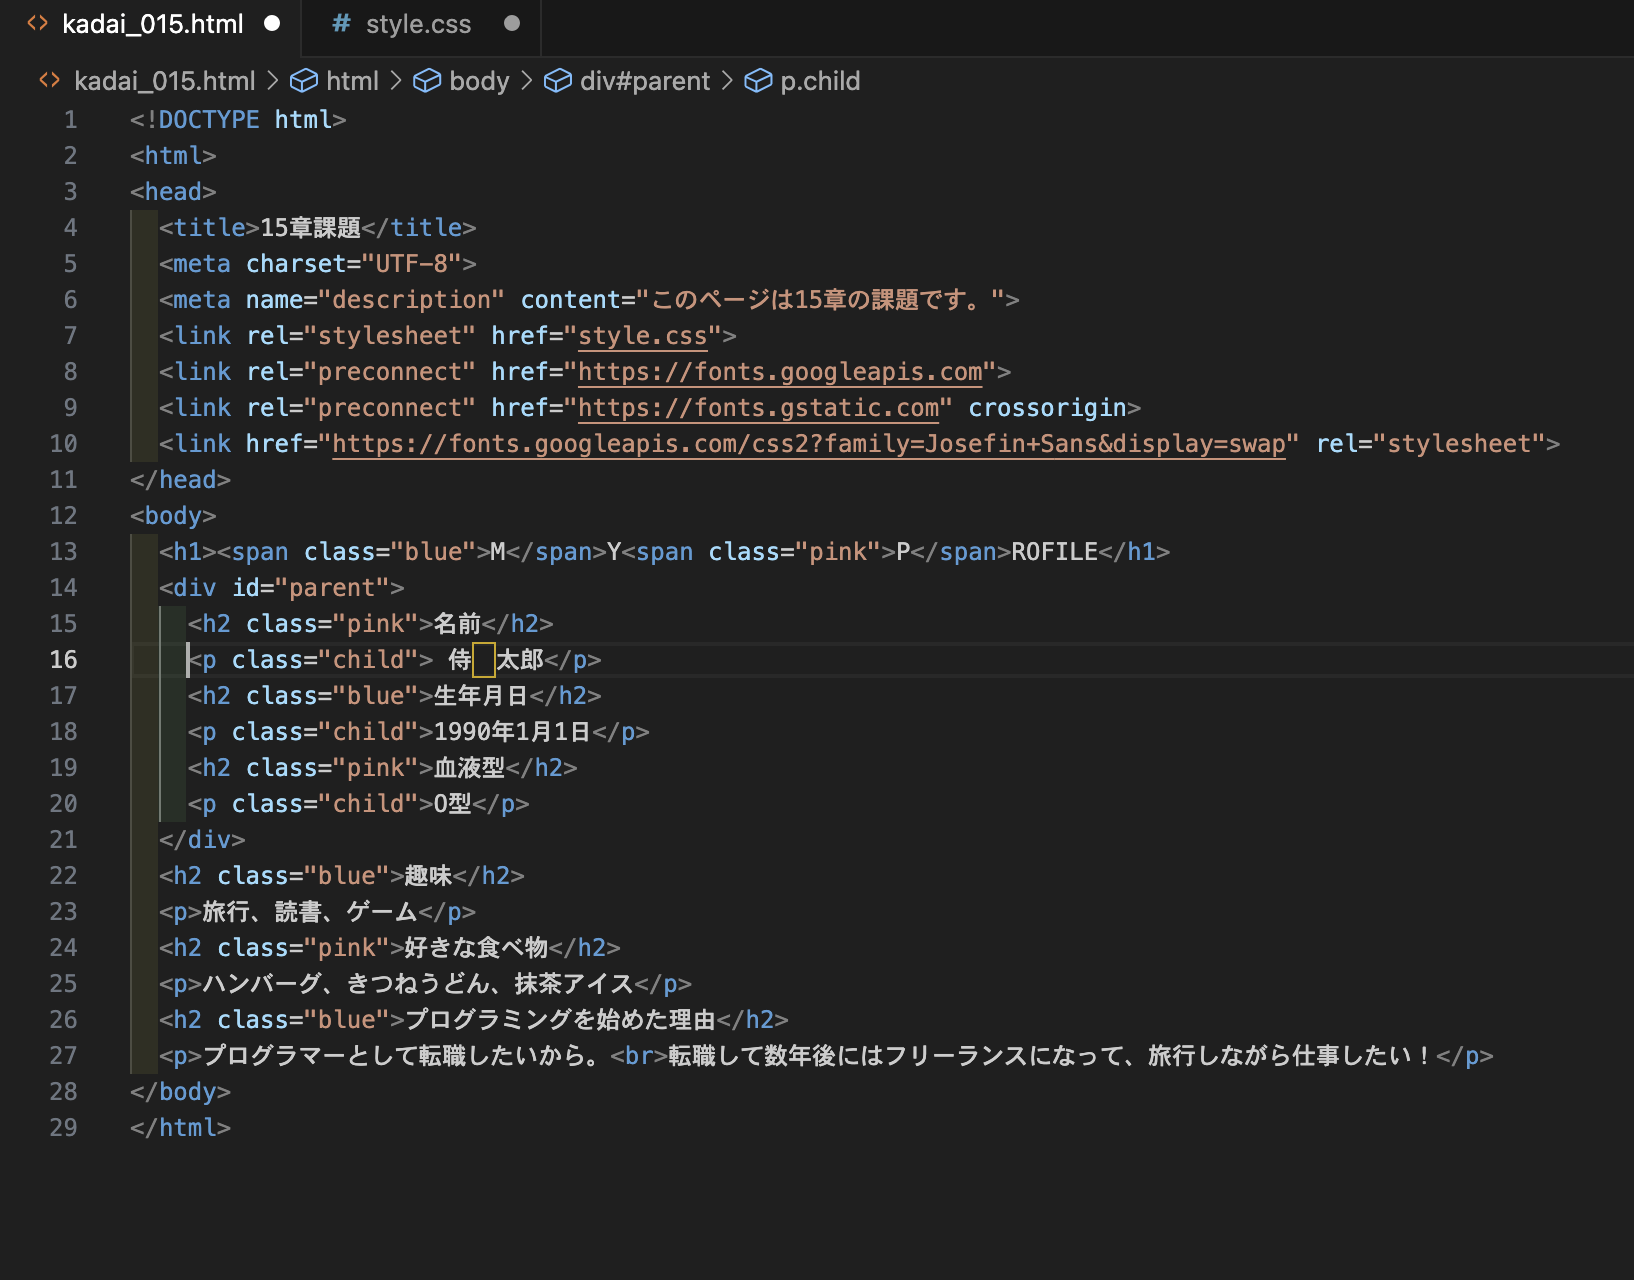 kadai_015.html ● # style.css ●
kadai_015.html > html > body > div#parent > p.child
1 <!DOCTYPE html>
2 <html>
3 <head>
4   <title>15章課題</title>
5   <meta charset="UTF-8">
6   <meta name="description" content="このページは15章の課題です。">
7   <link rel="stylesheet" href="style.css">
8   <link rel="preconnect" href="https://fonts.googleapis.com">
9   <link rel="preconnect" href="https://fonts.gstatic.com" crossorigin>
10   <link href="https://fonts.googleapis.com/css2?family=Josefin+Sans&display=swap" rel="stylesheet">
11 </head>
12 <body>
13   <h1><span class="blue">M</span>Y<span class="pink">P</span>ROFILE</h1>
14   <div id="parent">
15     <h2 class="pink">名前</h2>
16     <p class="child"> 侍　太郎</p>
17     <h2 class="blue">生年月日</h2>
18     <p class="child">1990年1月1日</p>
19     <h2 class="pink">血液型</h2>
20     <p class="child">O型</p>
21   </div>
22   <h2 class="blue">趣味</h2>
23   <p>旅行、読書、ゲーム</p>
24   <h2 class="pink">好きな食べ物</h2>
25   <p>ハンバーグ、きつねうどん、抹茶アイス</p>
26   <h2 class="blue">プログラミングを始めた理由</h2>
27   <p>プログラマーとして転職したいから。<br>転職して数年後にはフリーランスになって、旅行しながら仕事したい！</p>
28 </body>
29 </html>